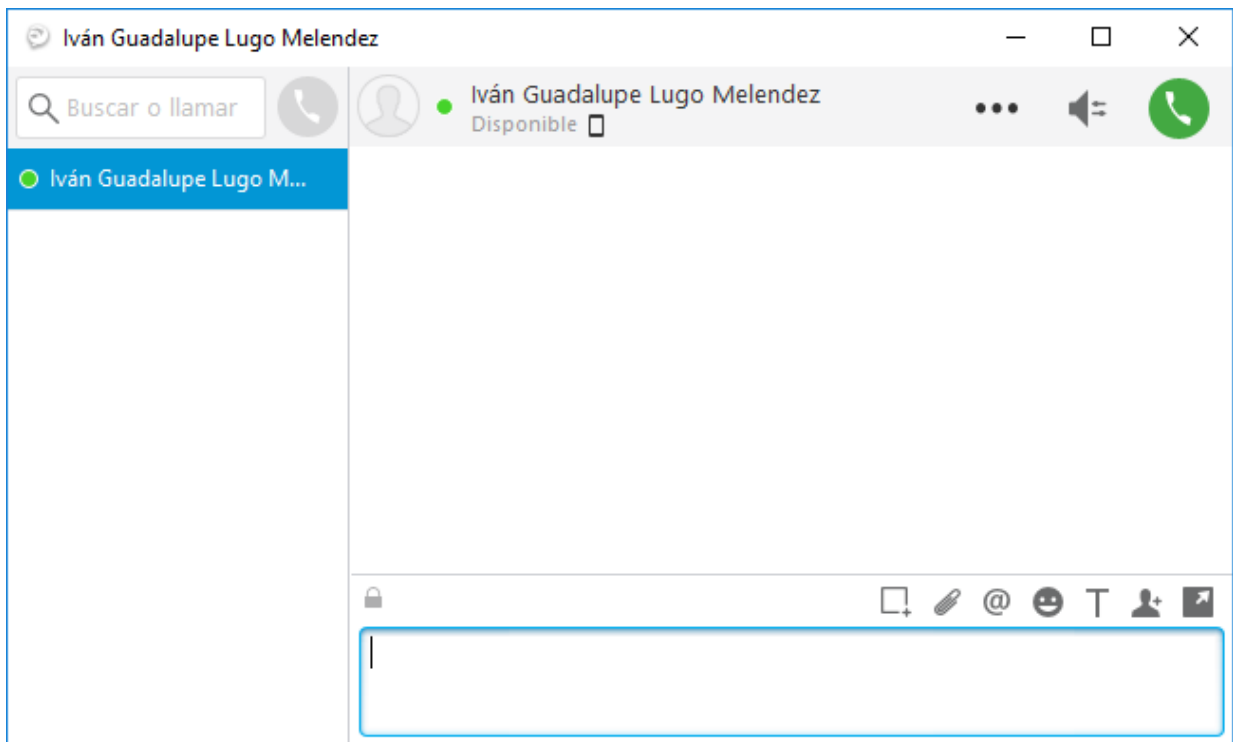 Iván Guadalupe Lugo Melendez
Buscar o llamar
Iván Guadalupe Lugo Melendez
Disponible
Iván Guadalupe Lugo M...